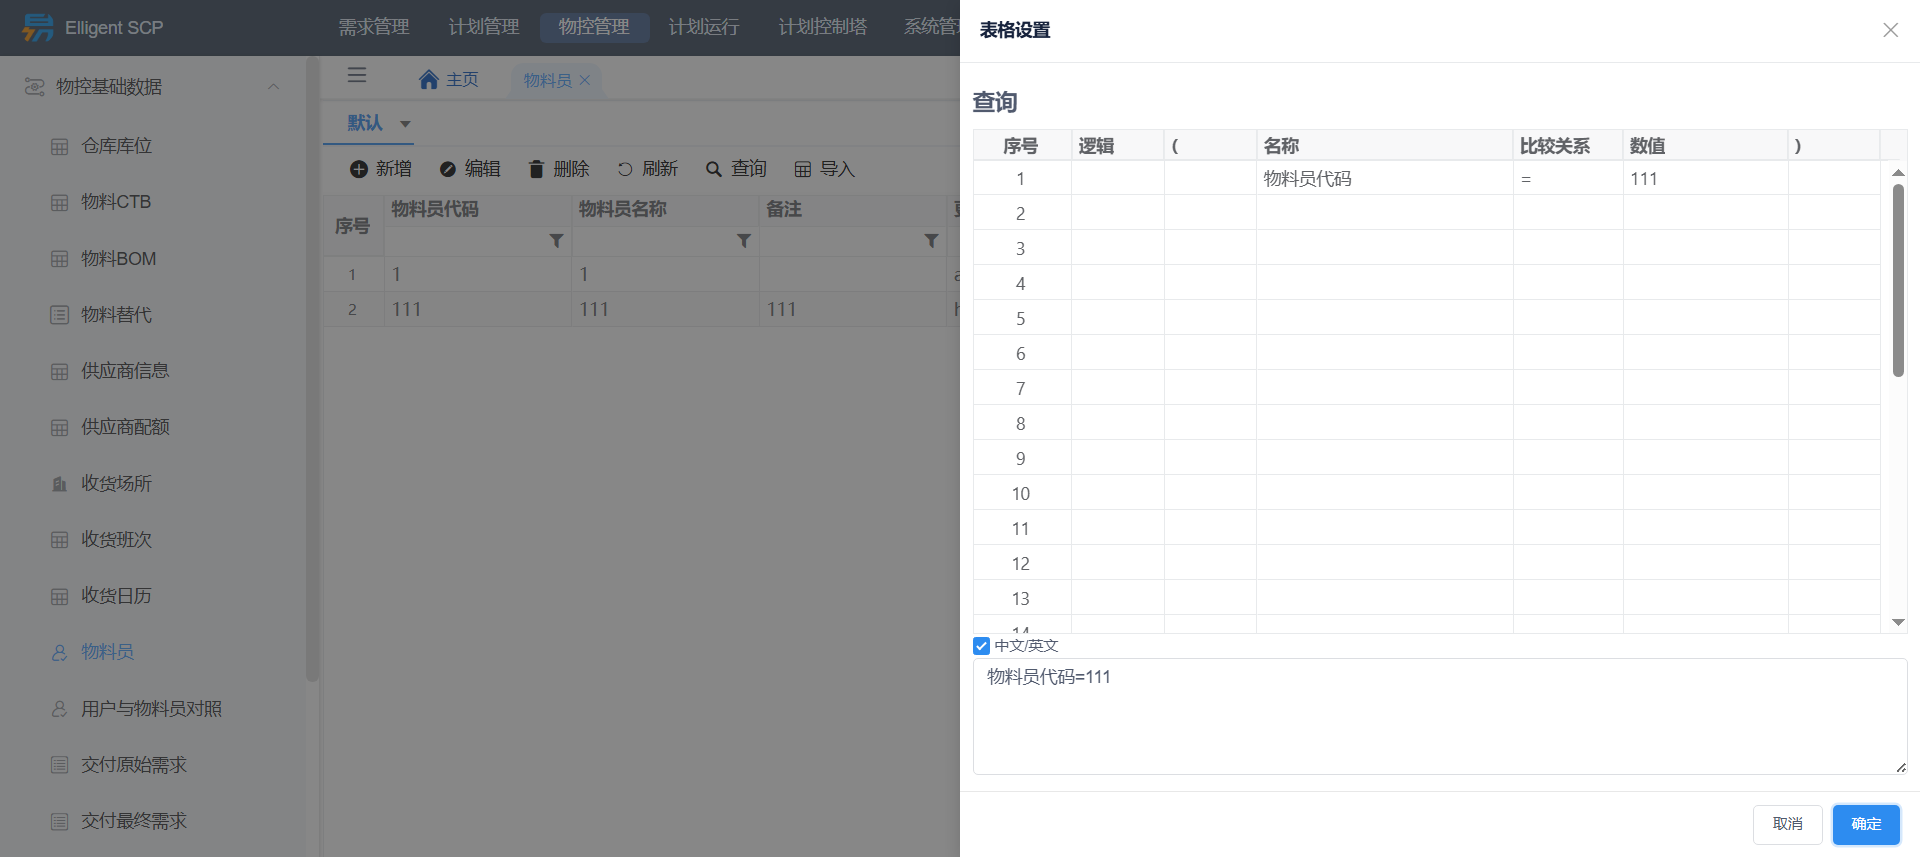 Elligent SCP
需求管理 计划管理 物控管理 计划运行 计划控制塔 系统管
物控基础数据
仓库库位
物料CTB
物料BOM
物料替代
供应商信息
供应商配额
收货场所
收货班次
收货日历
物料员
用户与物料员对照
交付原始需求
交付最终需求
主页 物料员
默认
新增 编辑 删除 刷新 查询 导入
序号 物料员代码 物料员名称 备注
1 1 1
2 111 111 111
表格设置
查询
序号 逻辑 ( 名称 比较关系 数值 )
1 物料员代码 = 111
2
3
4
5
6
7
8
9
10
11
12
13
14
中文/英文
物料员代码=111
取消 确定